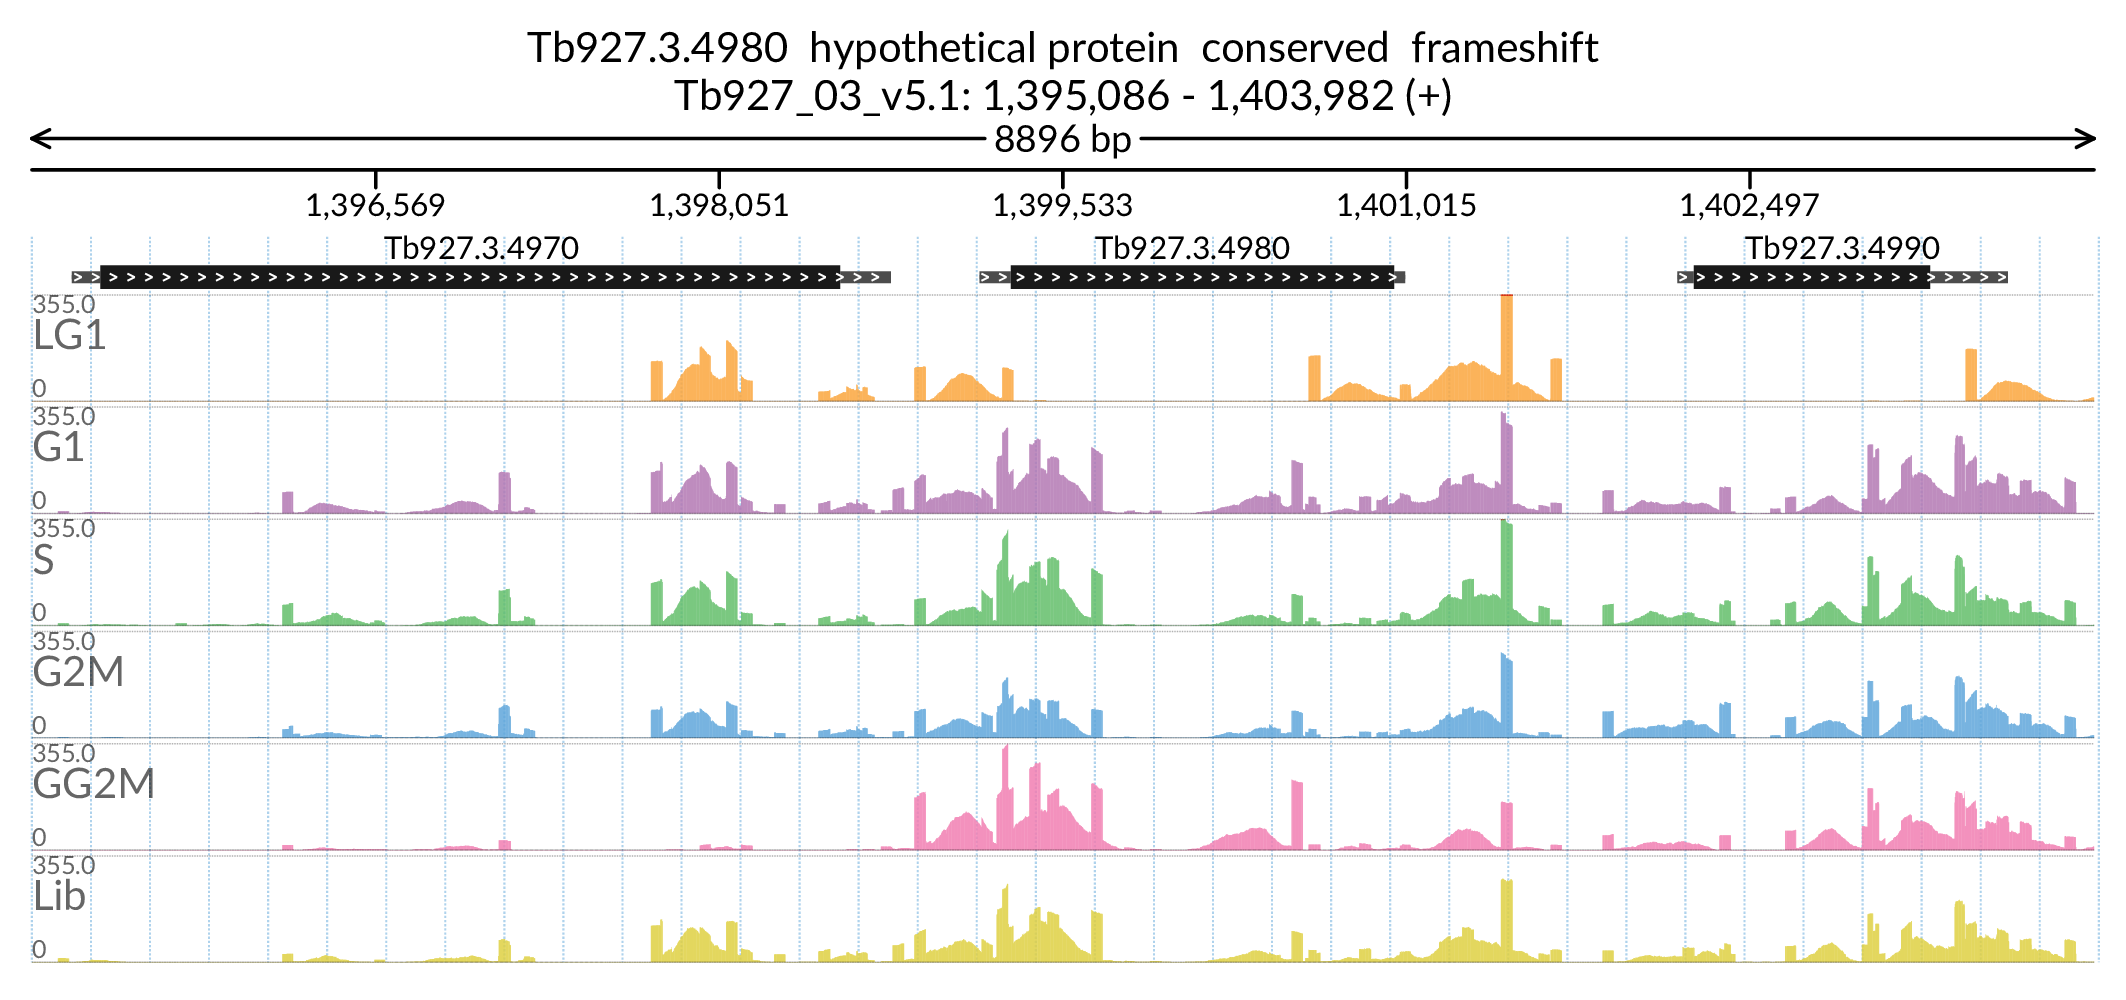 Tb927.3.4980 hypothetical protein conserved frameshift
Tb927_03_v5.1: 1,395,086 - 1,403,982 (+)
8896 bp
1,396,569 1,398,051 1,399,533 1,401,015 1,402,497
Tb927.3.4970 Tb927.3.4980 Tb927.3.4990
355.0
LG1
0
355.0
G1
0
355.0
S
0
355.0
G2M
0
355.0
GG2M
0
355.0
Lib
0